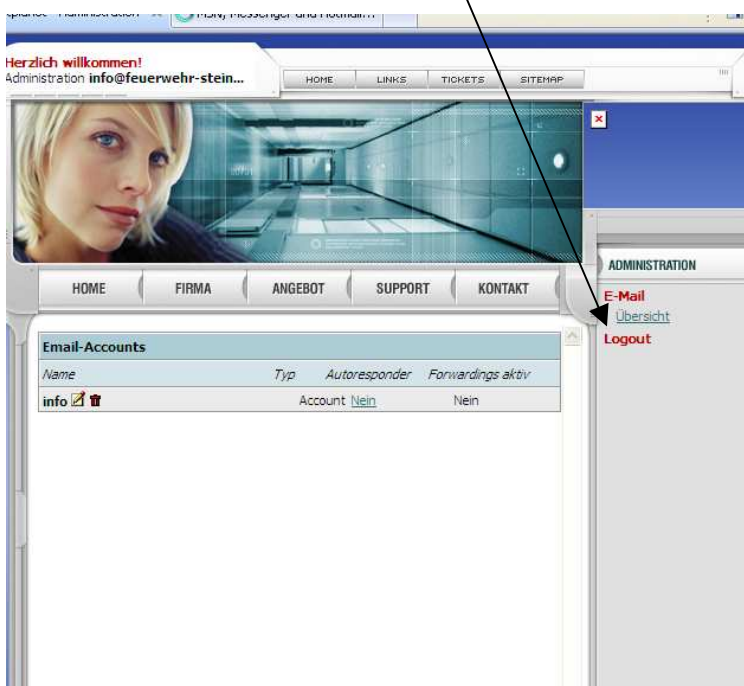 Administration
MSN, Messenger und Hotmail...
Herzlich willkommen!
Administration info@feuerwehr-stein...
HOME LINKS TICKETS SITEMAP
HOME FIRMA ANGEBOT SUPPORT KONTAKT
ADMINISTRATION
E-Mail
Übersicht
Logout
Email-Accounts
Name Typ Autoresponder Forwardings aktiv
info Account Nein Nein